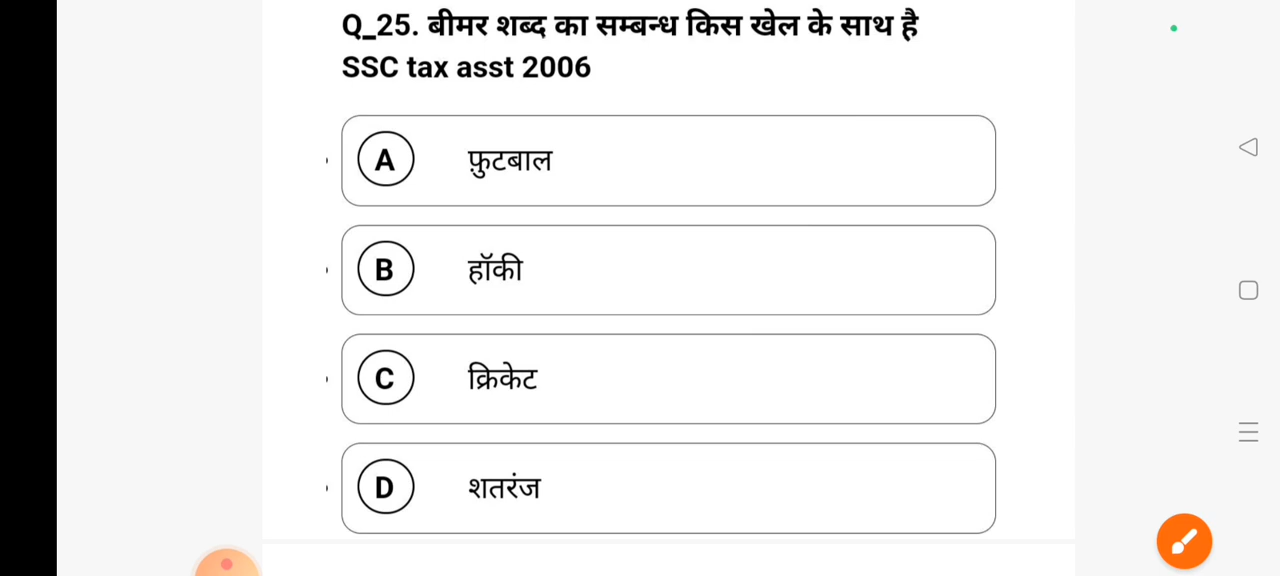 Q_25. बीमर शब्द का सम्बन्ध किस खेल के साथ है
SSC tax asst 2006
A फ़ुटबाल
B हॉकी
C क्रिकेट
D शतरंज